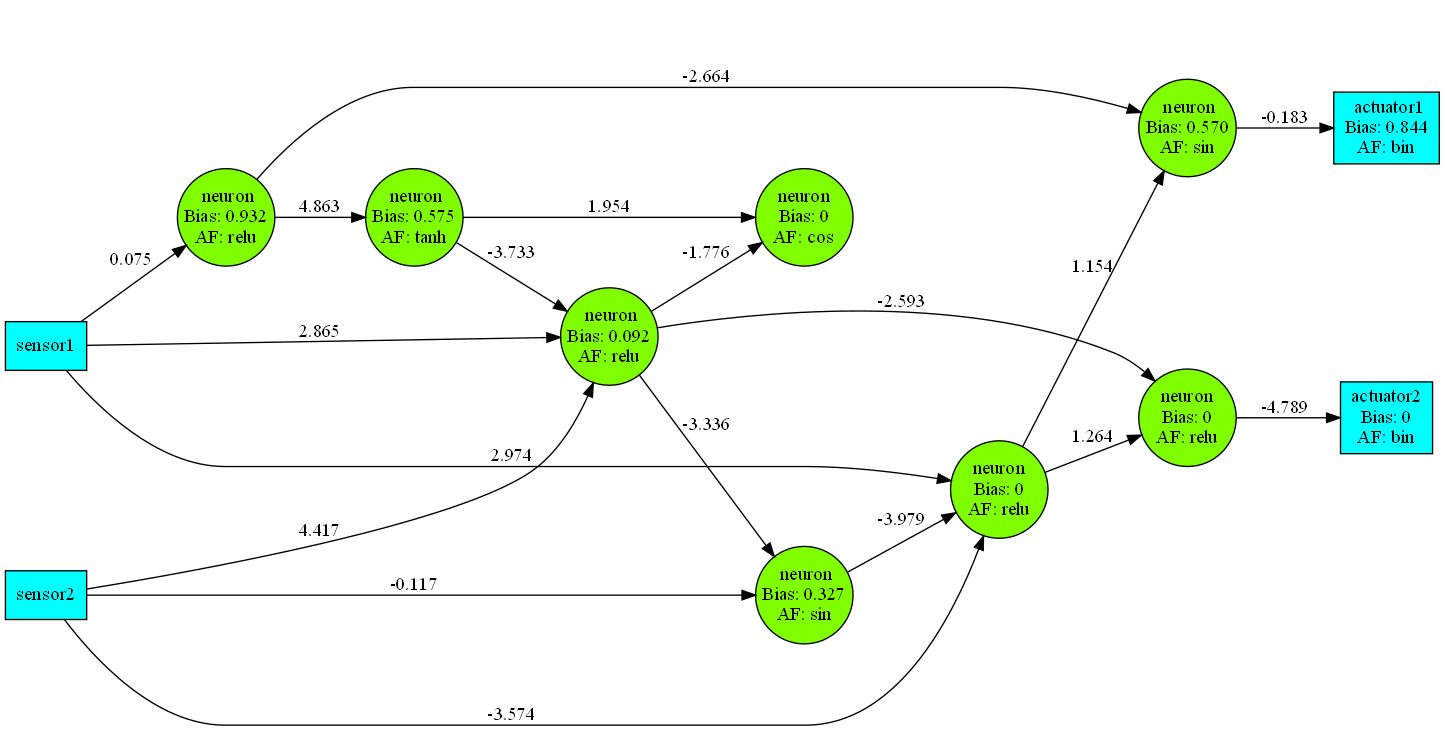 -2.664
neuron
Bias: 0.570
AF: sin
-0.183
actuator1
Bias: 0.844
AF: bin
neuron
Bias: 0.932
AF: relu
4.863
neuron
Bias: 0.575
AF: tanh
1.954
neuron
Bias: 0
AF: cos
0.075
-3.733
-1.776
1.154
sensor1
2.865
neuron
Bias: 0.092
AF: relu
-2.593
neuron
Bias: 0
AF: relu
-4.789
actuator2
Bias: 0
AF: bin
-3.336
1.264
2.974
neuron
Bias: 0
AF: relu
4.417
-3.979
sensor2
-0.117
neuron
Bias: 0.327
AF: sin
-3.574